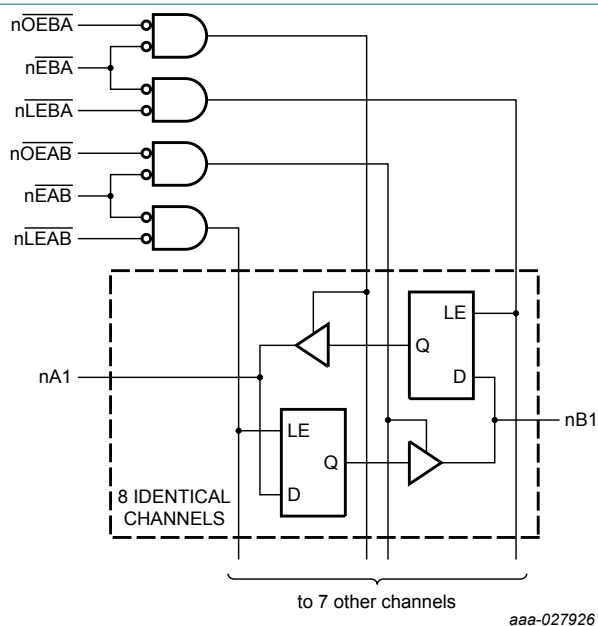 nOEBA
nEBA
nLEBA
nOEAB
nEAB
nLEAB
LE
Q
D
nA1
nB1
LE
Q
D
8 IDENTICAL
CHANNELS
to 7 other channels
aaa-027926